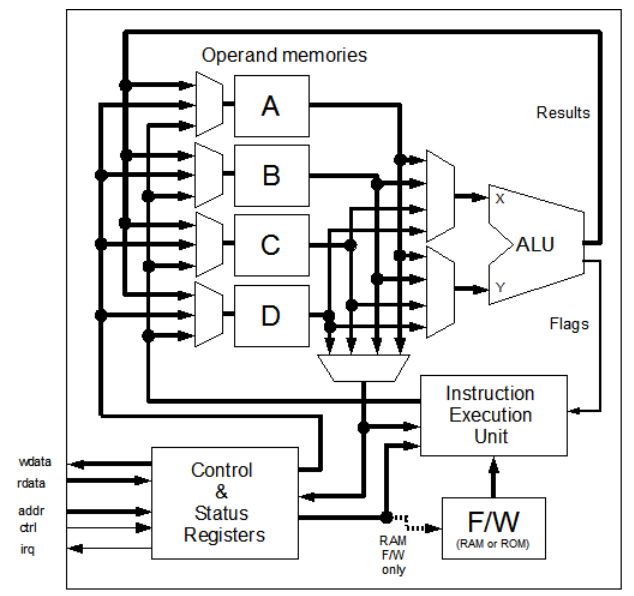 Operand memories
A
B
C
D
X
Y
ALU
Results
Flags
Instruction
Execution
Unit
Control
&
Status
Registers
wdata
rdata
addr
ctrl
irq
RAM
F/W
only
F/W
(RAM or ROM)